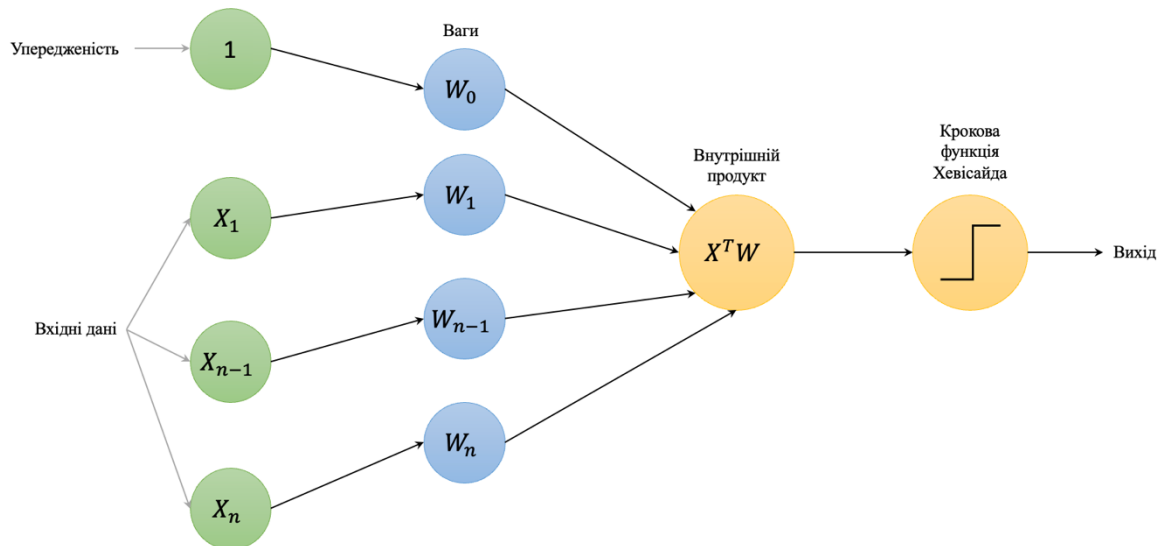 Упередженість
1
Ваги
W₀
X₁
W₁
Внутрішній
продукт
XᵀW
Крокова
функція
Хевісайда
Вихід
Вхідні дані
Xₙ₋₁
Wₙ₋₁
Xₙ
Wₙ